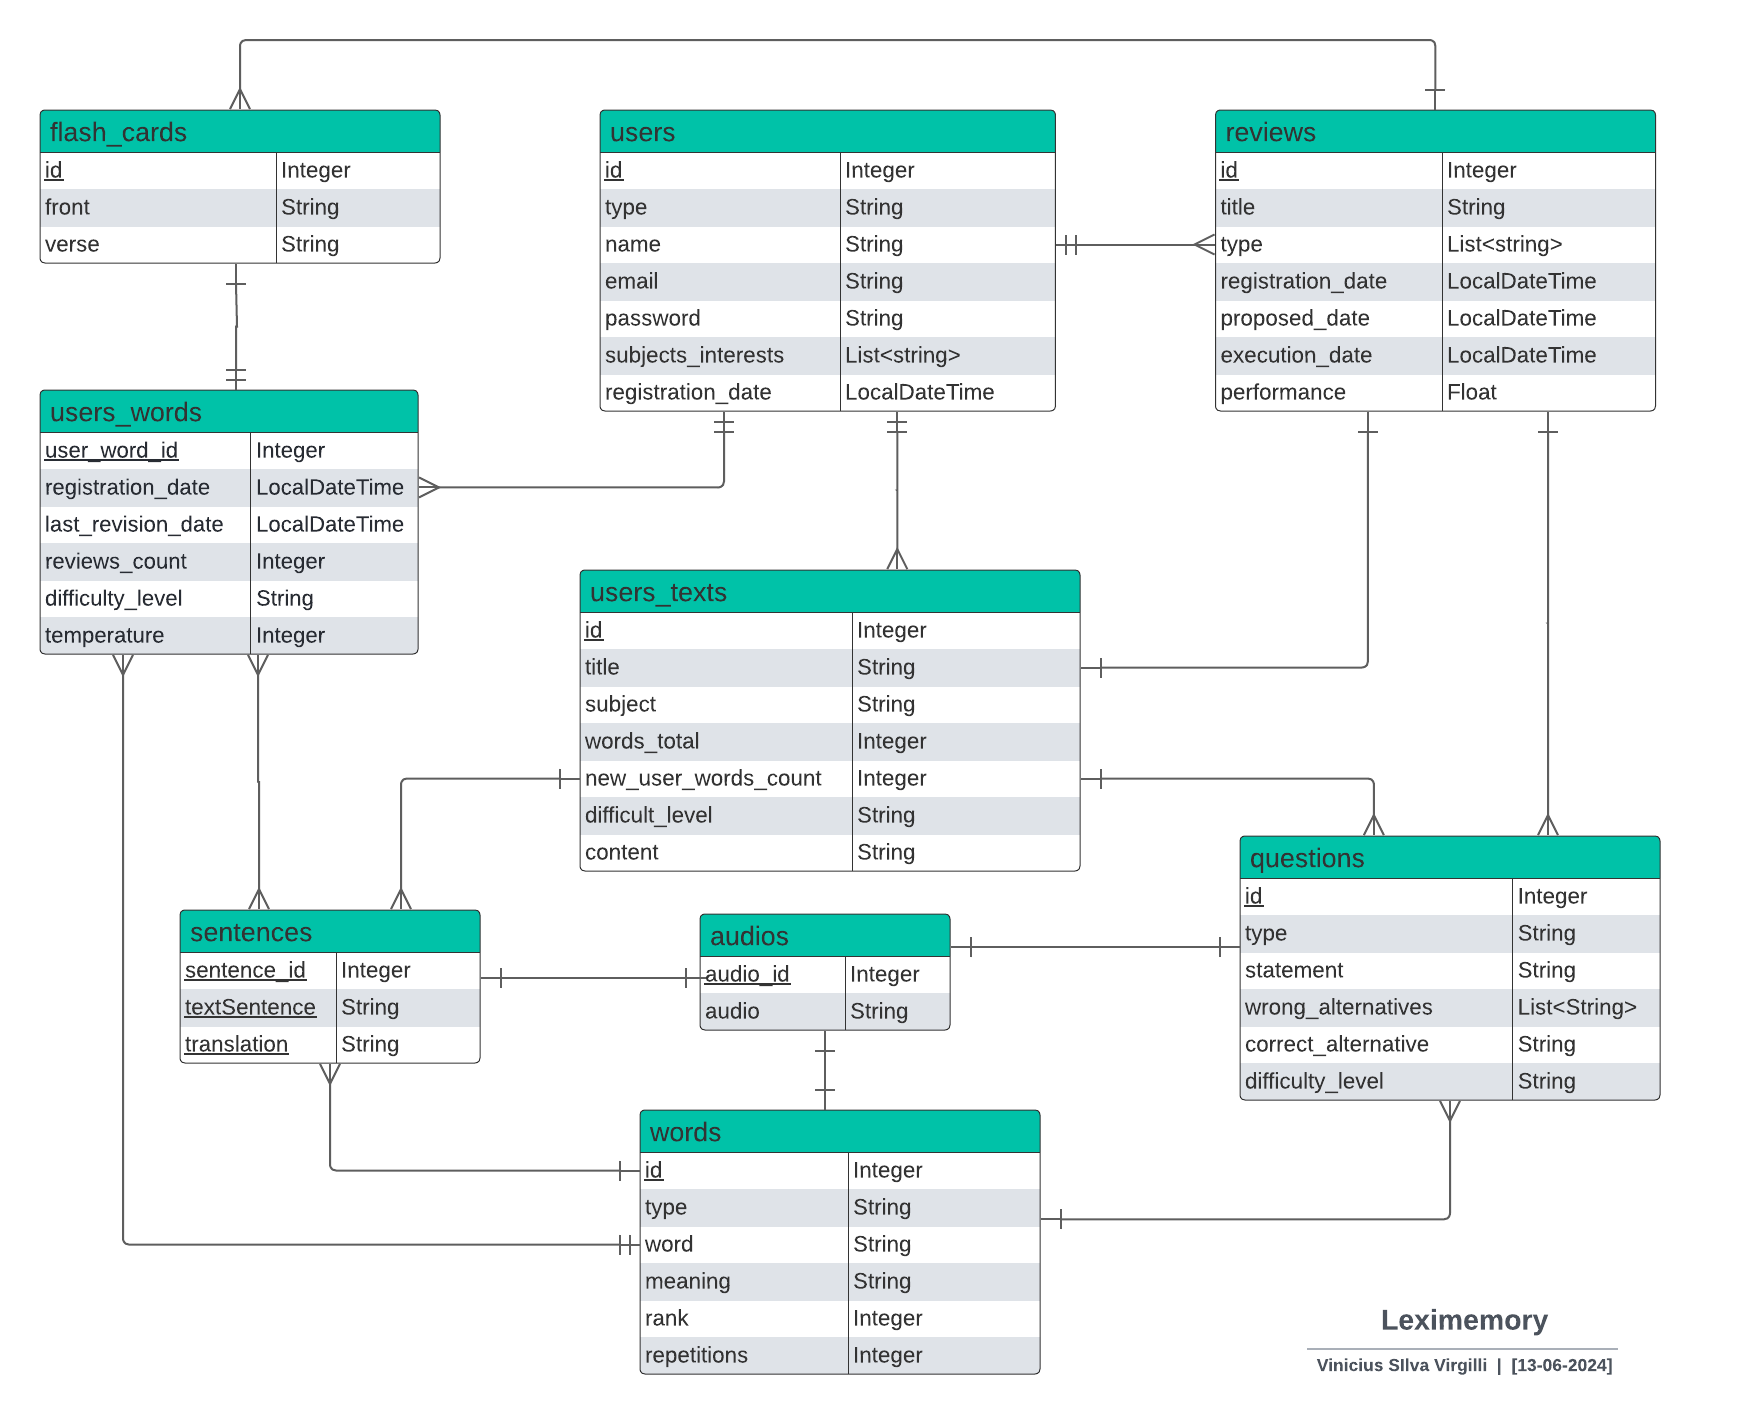 flash_cards
id Integer
front String
verse String
users
id Integer
type String
name String
email String
password String
subjects_interests List<string>
registration_date LocalDateTime
reviews
id Integer
title String
type List<string>
registration_date LocalDateTime
proposed_date LocalDateTime
execution_date LocalDateTime
performance Float
users_words
user_word_id Integer
registration_date LocalDateTime
last_revision_date LocalDateTime
reviews_count Integer
difficulty_level String
temperature Integer
users_texts
id Integer
title String
subject String
words_total Integer
new_user_words_count Integer
difficult_level String
content String
questions
id Integer
type String
statement String
wrong_alternatives List<String>
correct_alternative String
difficulty_level String
sentences
sentence_id Integer
textSentence String
translation String
audios
audio_id Integer
audio String
words
id Integer
type String
word String
meaning String
rank Integer
repetitions Integer
Leximemory
Vinicius SIlva Virgilli | [13-06-2024]